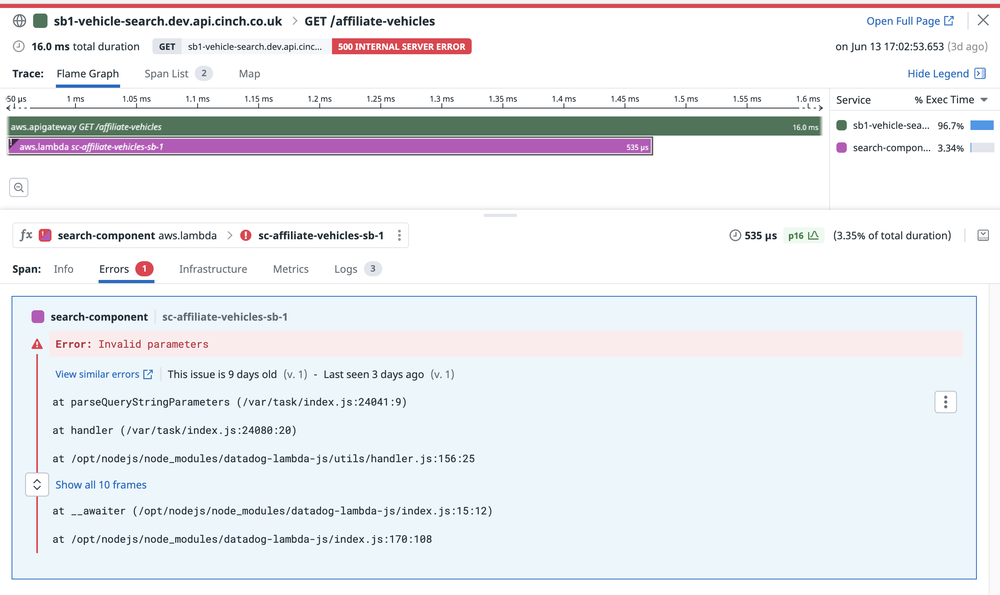 sb1-vehicle-search.dev.api.cinch.co.uk > GET /affiliate-vehicles Open Full Page
16.0 ms total duration GET sb1-vehicle-search.dev.api.cinc... 500 INTERNAL SERVER ERROR on Jun 13 17:02:53.653 (3d ago)
Trace: Flame Graph Span List 2 Map Hide Legend
50 µs 1 ms 1.05 ms 1.1 ms 1.15 ms 1.2 ms 1.25 ms 1.3 ms 1.35 ms 1.4 ms 1.45 ms 1.5 ms 1.55 ms 1.6 ms
Service % Exec Time
aws.apigateway GET /affiliate-vehicles 16.0 ms
sb1-vehicle-sea... 96.7%
aws.lambda sc-affiliate-vehicles-sb-1 535 µs
search-compon... 3.34%
fx search-component aws.lambda > sc-affiliate-vehicles-sb-1 535 µs p16 (3.35% of total duration)
Span: Info Errors 1 Infrastructure Metrics Logs 3
search-component sc-affiliate-vehicles-sb-1
Error: Invalid parameters
View similar errors This issue is 9 days old (v. 1) - Last seen 3 days ago (v. 1)
at parseQueryStringParameters (/var/task/index.js:24041:9)
at handler (/var/task/index.js:24080:20)
at /opt/nodejs/node_modules/datadog-lambda-js/utils/handler.js:156:25
Show all 10 frames
at __awaiter (/opt/nodejs/node_modules/datadog-lambda-js/index.js:15:12)
at /opt/nodejs/node_modules/datadog-lambda-js/index.js:170:108